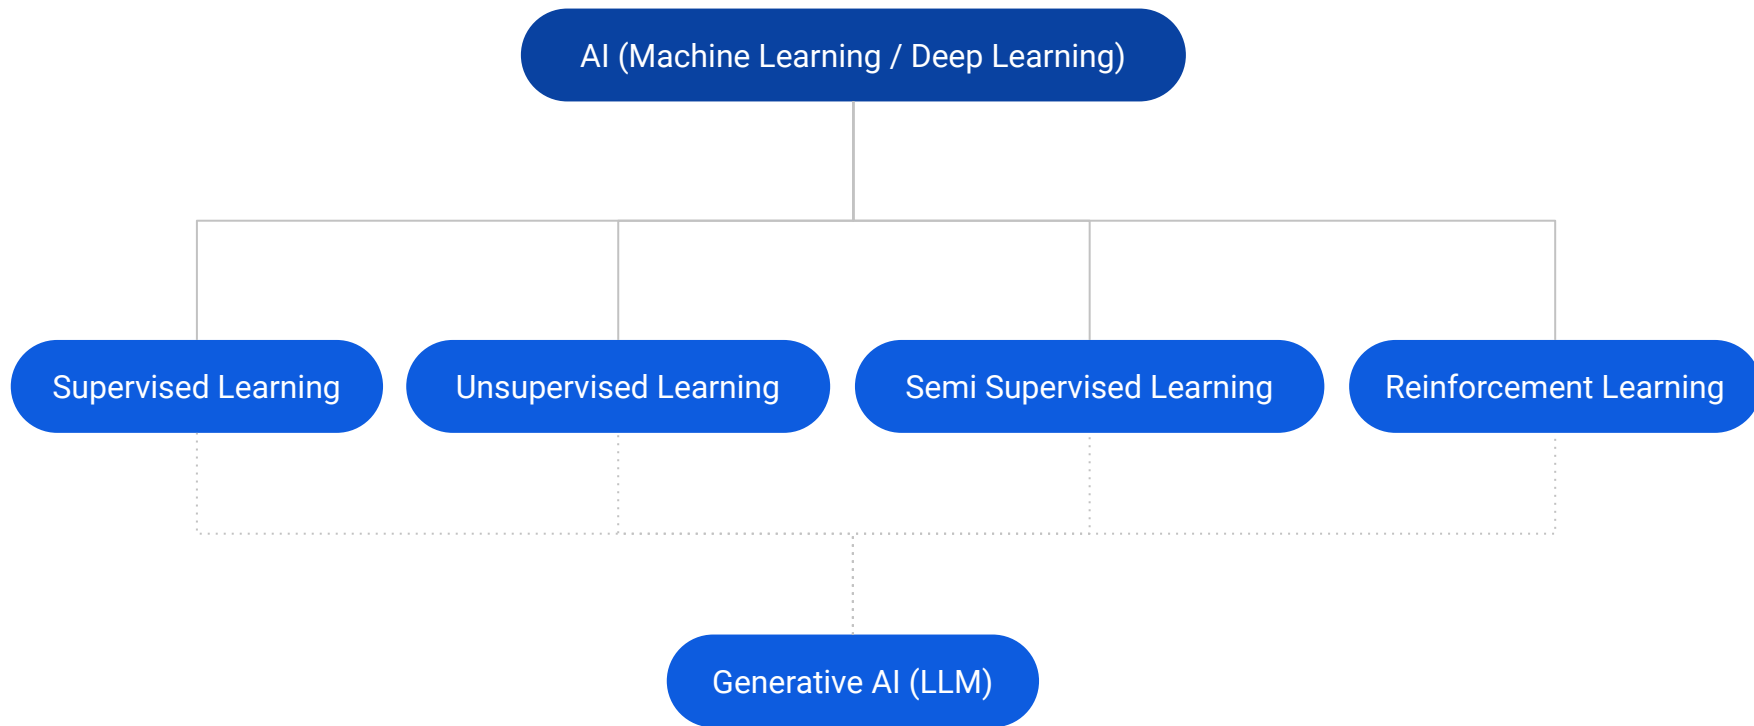 AI (Machine Learning / Deep Learning)
Supervised Learning
Unsupervised Learning
Semi Supervised Learning
Reinforcement Learning
Generative AI (LLM)